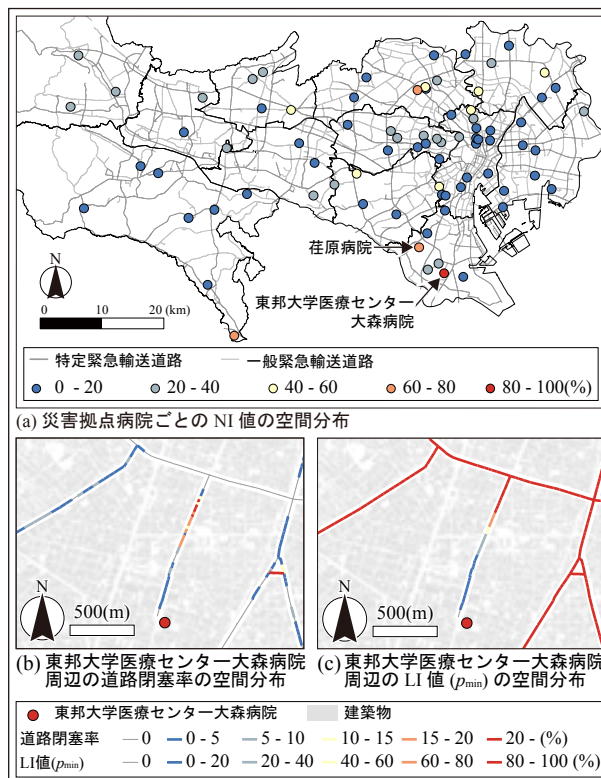 荏原病院
東邦大学医療センター
大森病院
N
0 10 20 (km)
特定緊急輸送道路 一般緊急輸送道路
0 - 20 20 - 40 40 - 60 60 - 80 80 - 100(%)
(a) 災害拠点病院ごとの NI 値の空間分布
N
500(m)
N
500(m)
(b) 東邦大学医療センター大森病院
周辺の道路閉塞率の空間分布
(c) 東邦大学医療センター大森病院
周辺の LI 値 (pmin) の空間分布
東邦大学医療センター大森病院 建築物
道路閉塞率 0 0 - 5 5 - 10 10 - 15 15 - 20 20 - (%)
LI値(pmin) 0 0 - 20 20 - 40 40 - 60 60 - 80 80 - 100 (%)